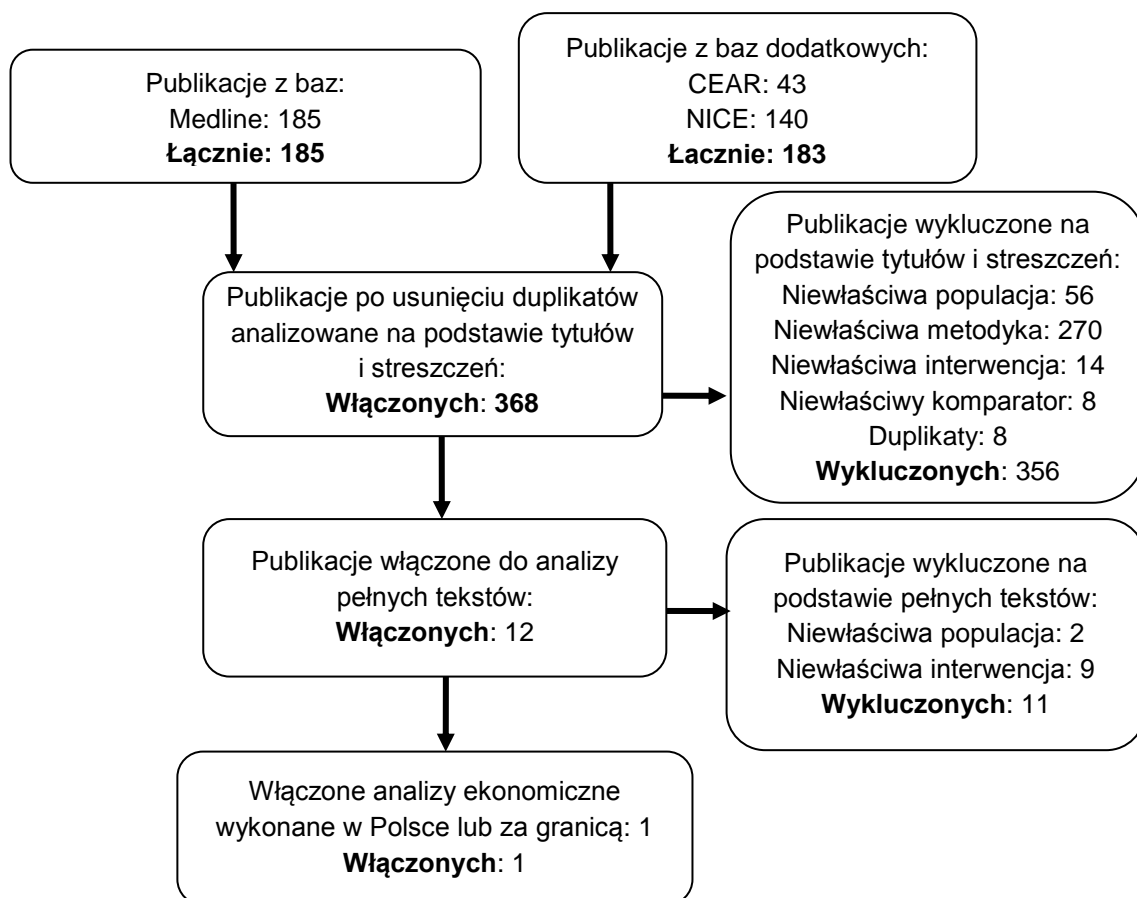 Publikacje z baz:
Medline: 185
Łącznie: 185
Publikacje z baz dodatkowych:
CEAR: 43
NICE: 140
Łacznie: 183
Publikacje po usunięciu duplikatów
analizowane na podstawie tytułów
i streszczeń:
Włączonych: 368
Publikacje wykluczone na
podstawie tytułów i streszczeń:
Niewłaściwa populacja: 56
Niewłaściwa metodyka: 270
Niewłaściwa interwencja: 14
Niewłaściwy komparator: 8
Duplikaty: 8
Wykluczonych: 356
Publikacje włączone do analizy
pełnych tekstów:
Włączonych: 12
Publikacje wykluczone na
podstawie pełnych tekstów:
Niewłaściwa populacja: 2
Niewłaściwa interwencja: 9
Wykluczonych: 11
Włączone analizy ekonomiczne
wykonane w Polsce lub za granicą: 1
Włączonych: 1